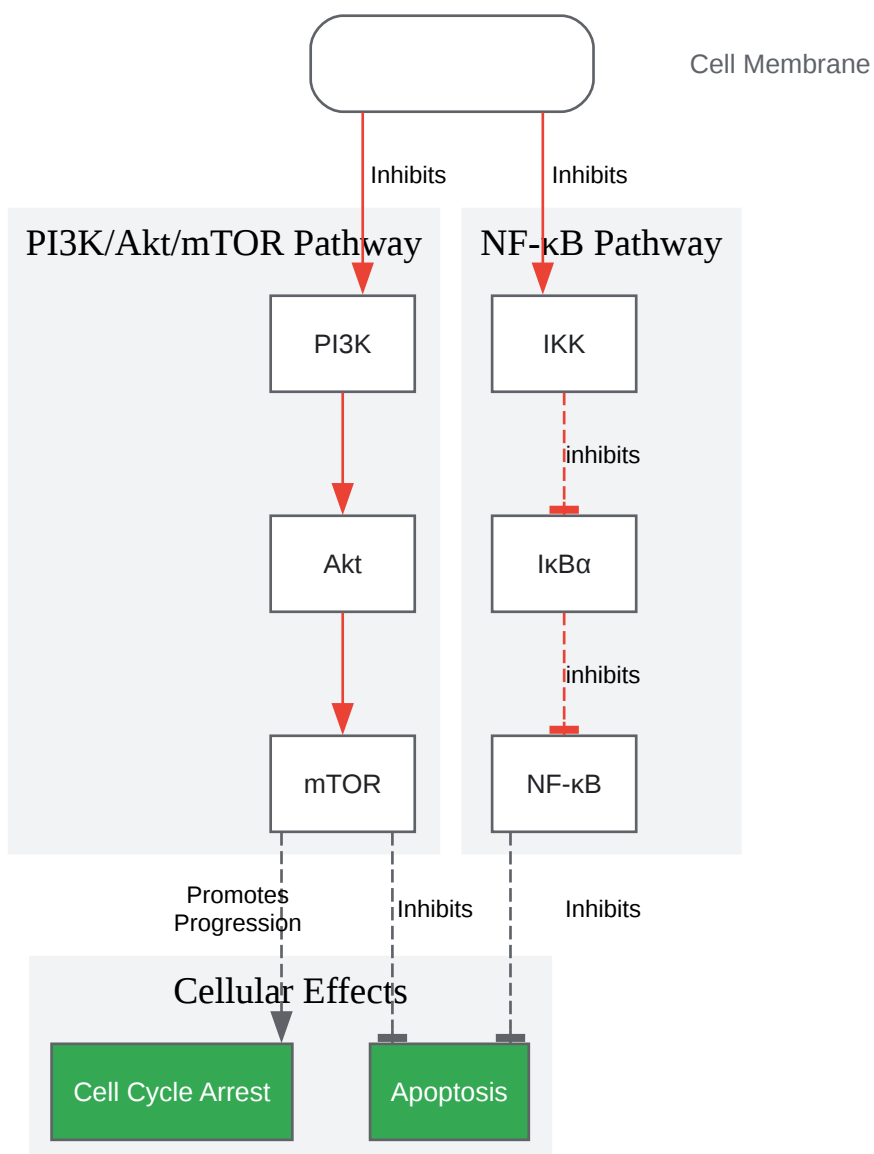 Cell Membrane
Inhibits
Inhibits
PI3K/Akt/mTOR Pathway
NF-κB Pathway
PI3K
IKK
inhibits
Akt
IκBα
inhibits
mTOR
NF-κB
Promotes
Progression
Inhibits
Inhibits
Cellular Effects
Cell Cycle Arrest
Apoptosis